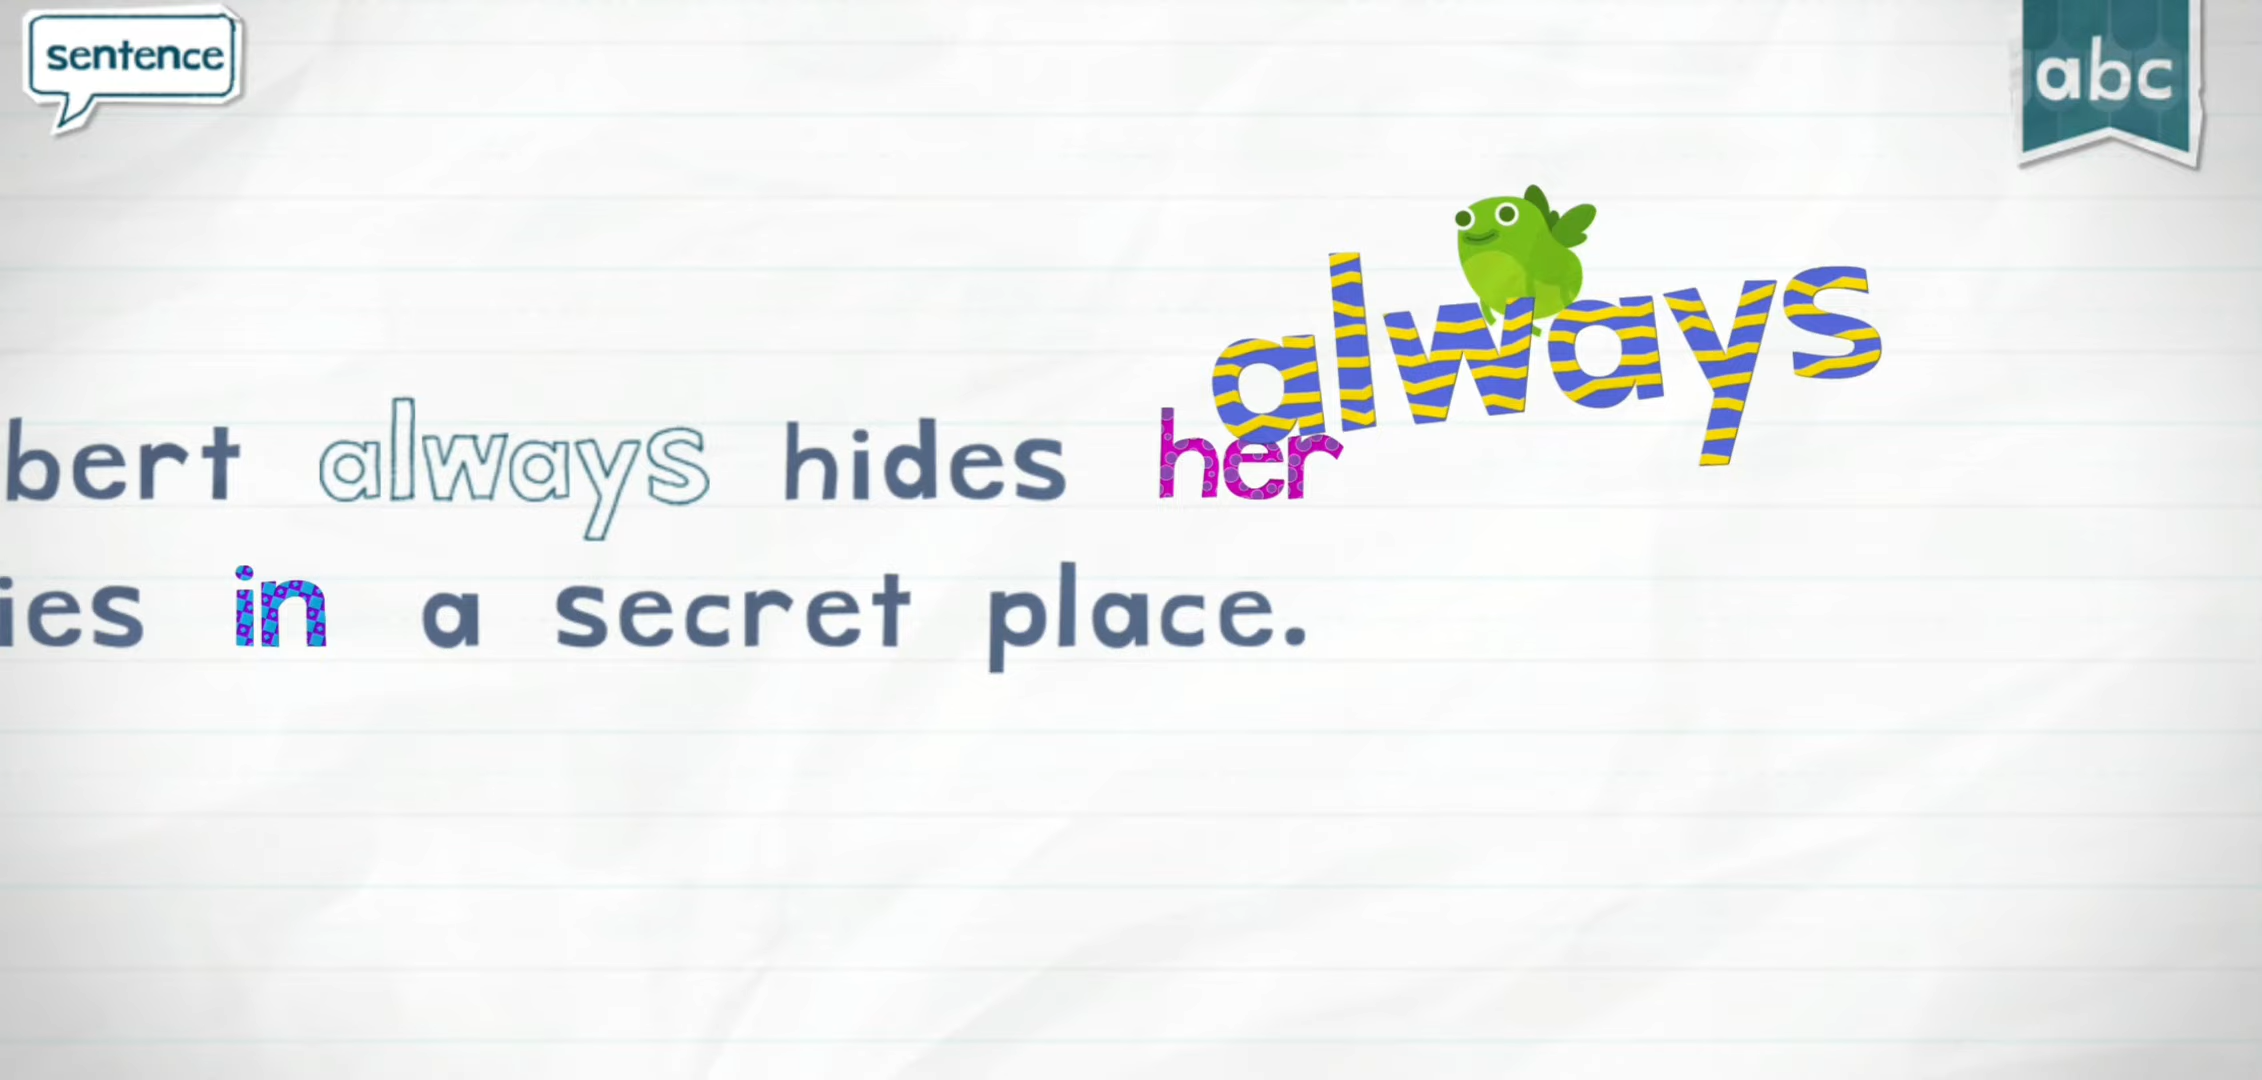 sentence
abc
always
bert always hides her
ies in a secret place.